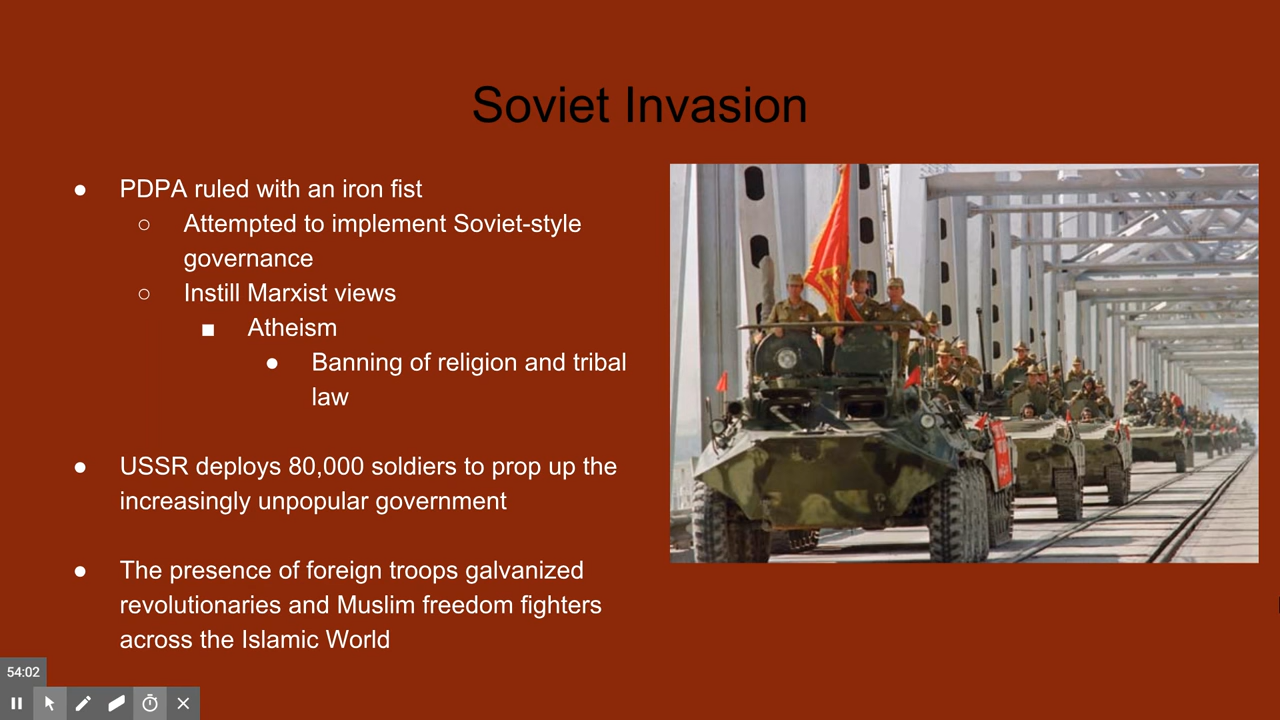 Soviet Invasion
● PDPA ruled with an iron fist
○ Attempted to implement Soviet-style
governance
○ Instill Marxist views
■ Atheism
● Banning of religion and tribal
law
● USSR deploys 80,000 soldiers to prop up the
increasingly unpopular government
● The presence of foreign troops galvanized
revolutionaries and Muslim freedom fighters
across the Islamic World
54:02